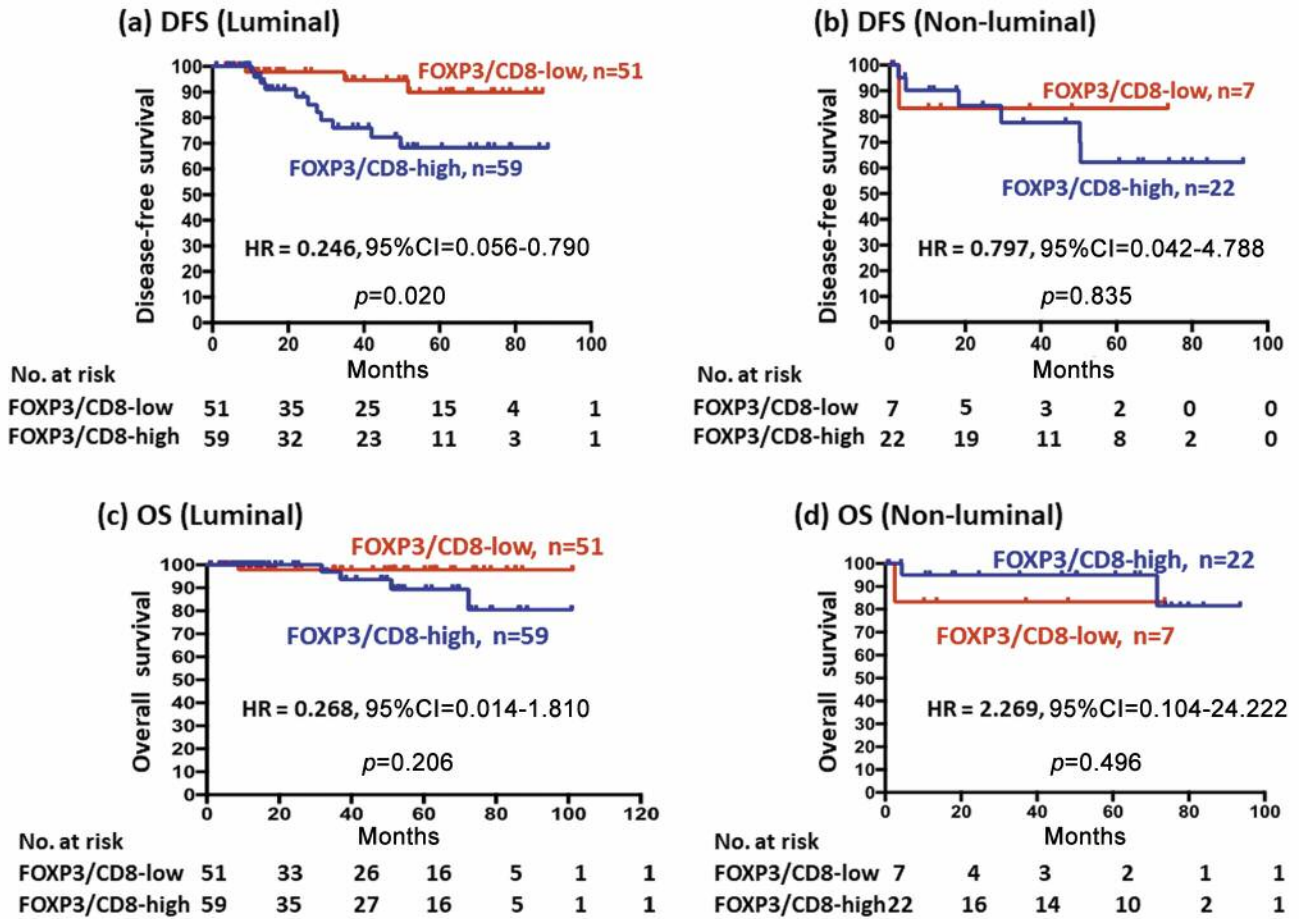 (a) DFS (Luminal)
Disease-free survival
100
90
80
70
60
50
40
30
20
10
0
FOXP3/CD8-low, n=51
FOXP3/CD8-high, n=59
HR = 0.246, 95%CI=0.056-0.790
p=0.020
0 20 40 60 80 100
Months
No. at risk
FOXP3/CD8-low 51 35 25 15 4 1
FOXP3/CD8-high 59 32 23 11 3 1
(b) DFS (Non-luminal)
Disease-free survival
100
90
80
70
60
50
40
30
20
10
0
FOXP3/CD8-low, n=7
FOXP3/CD8-high, n=22
HR = 0.797, 95%CI=0.042-4.788
p=0.835
0 20 40 60 80 100
Months
No. at risk
FOXP3/CD8-low 7 5 3 2 0 0
FOXP3/CD8-high 22 19 11 8 2 0
(c) OS (Luminal)
Overall survival
100
90
80
70
60
50
40
30
20
10
0
FOXP3/CD8-low, n=51
FOXP3/CD8-high, n=59
HR = 0.268, 95%CI=0.014-1.810
p=0.206
0 20 40 60 80 100 120
Months
No. at risk
FOXP3/CD8-low 51 33 26 16 5 1 1
FOXP3/CD8-high 59 35 27 16 5 1 1
(d) OS (Non-luminal)
Overall survival
100
90
80
70
60
50
40
30
20
10
0
FOXP3/CD8-high, n=22
FOXP3/CD8-low, n=7
HR = 2.269, 95%CI=0.104-24.222
p=0.496
0 20 40 60 80 100
Months
No. at risk
FOXP3/CD8-low 7 4 3 2 1 1
FOXP3/CD8-high 22 16 14 10 2 1